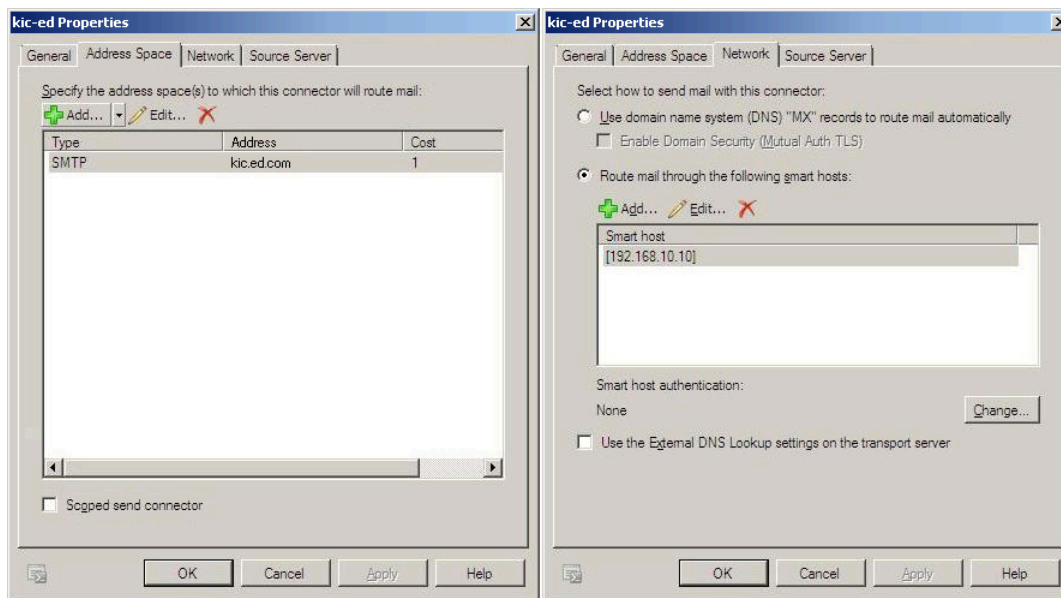 kic-ed Properties
General Address Space Network Source Server
Specify the address space(s) to which this connector will route mail:
Add... Edit...
Type Address Cost
SMTP kic.ed.com 1
Scoped send connector
OK Cancel Apply Help
kic-ed Properties
General Address Space Network Source Server
Select how to send mail with this connector:
Use domain name system (DNS) "MX" records to route mail automatically
Enable Domain Security (Mutual Auth TLS)
Route mail through the following smart hosts:
Add... Edit...
Smart host
[192.168.10.10]
Smart host authentication:
None Change...
Use the External DNS Lookup settings on the transport server
OK Cancel Apply Help